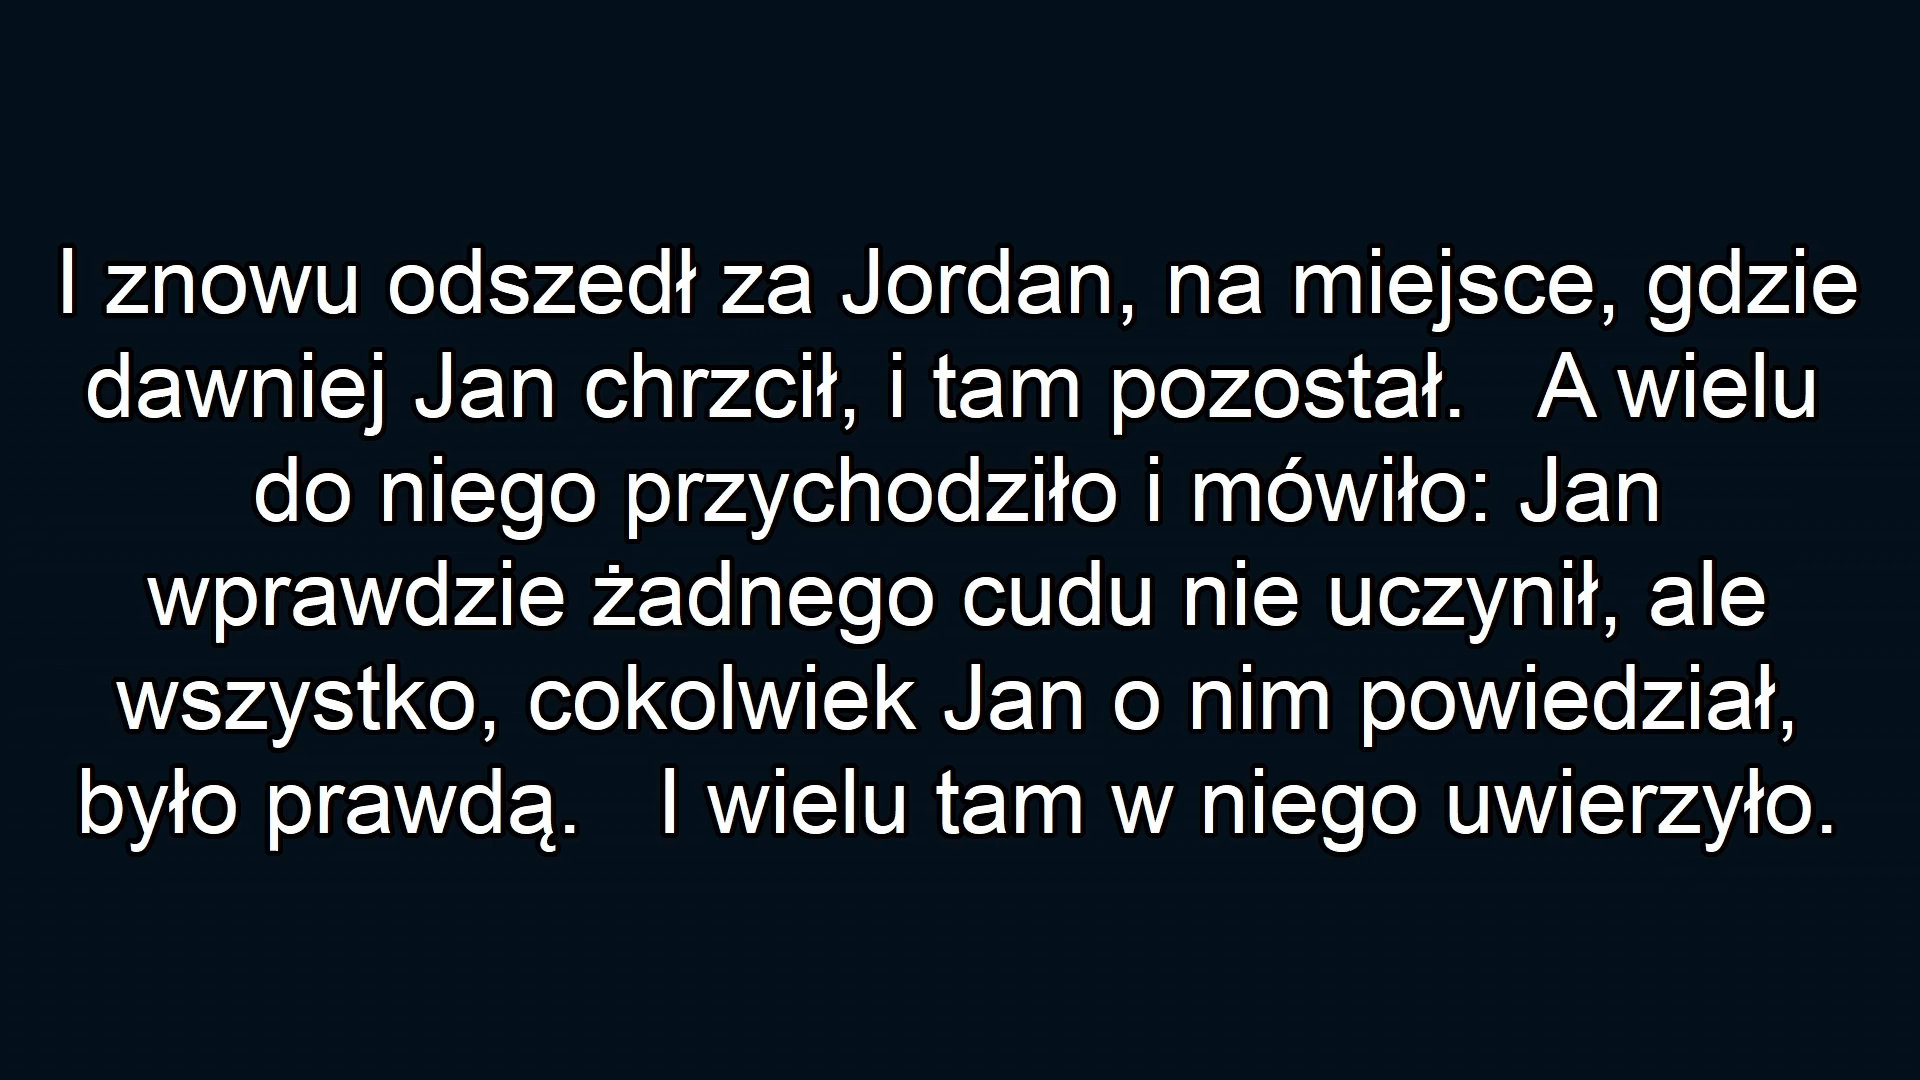 I znowu odszedł za Jordan, na miejsce, gdzie
dawniej Jan chrzcił, i tam pozostał.   A wielu
do niego przychodziło i mówiło: Jan
wprawdzie żadnego cudu nie uczynił, ale
wszystko, cokolwiek Jan o nim powiedział,
było prawdą.   I wielu tam w niego uwierzyło.